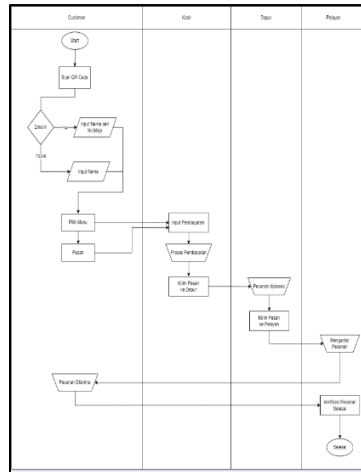 Customer
Kasir
Dapur
Pelayan
Start
Scan QR Code
Dine In
Ya
Input Nama dan
No Meja
TIDAK
Input Nama
Pilih Menu
Input Pembayaran
Pesan
Proses Pembayaran
Kirim Pesan
ke Dapur
Pesanan diproses
Kirim Pesan
ke Pelayan
Mengantar
Pesanan
Pesanan Diterima
Verifikasi Pesanan
Selesai
Selesai